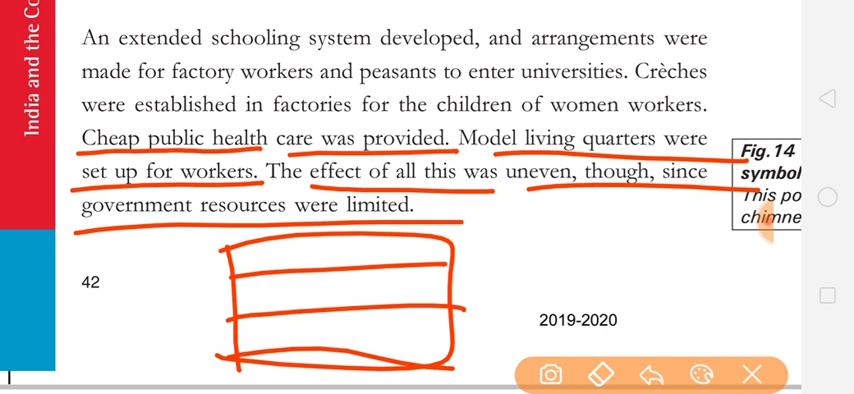 India and the Co
An extended schooling system developed, and arrangements were
made for factory workers and peasants to enter universities. Crèches
were established in factories for the children of women workers.
Cheap public health care was provided. Model living quarters were
set up for workers. The effect of all this was uneven, though, since
government resources were limited.
Fig.14
symbol
This po
chimne
42
2019-2020